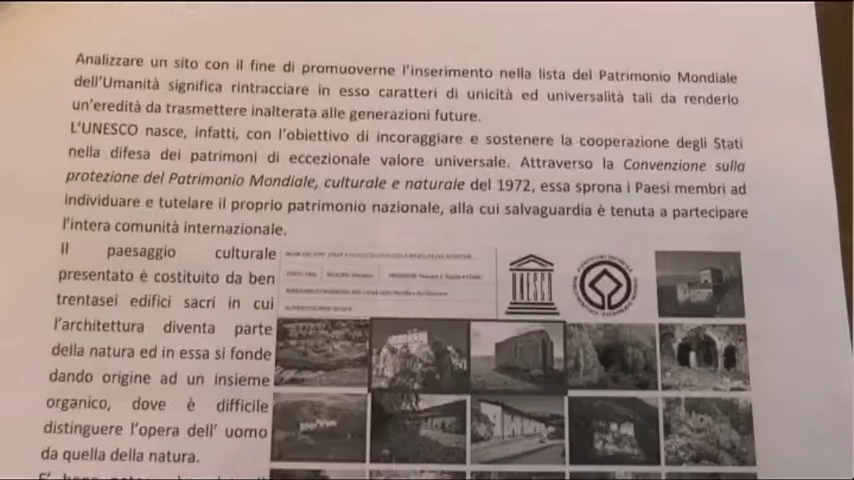 Analizzare un sito con il fine di promuoverne l'inserimento nella lista del Patrimonio Mondiale
dell'Umanità significa rintracciare in esso caratteri di unicità ed universalità tali da renderlo
un'eredità da trasmettere inalterata alle generazioni future.
L'UNESCO nasce, infatti, con l'obiettivo di incoraggiare e sostenere la cooperazione degli Stati
nella difesa dei patrimoni di eccezionale valore universale. Attraverso la Convenzione sulla
protezione del Patrimonio Mondiale, culturale e naturale del 1972, essa sprona i Paesi membri ad
individuare e tutelare il proprio patrimonio nazionale, alla cui salvaguardia è tenuta a partecipare
l'intera comunità internazionale.
Il paesaggio culturale
presentato è costituito da ben
trentasei edifici sacri in cui
l'architettura diventa parte
della natura ed in essa si fonde
dando origine ad un insieme
organico, dove è difficile
distinguere l'opera dell' uomo
da quella della natura.
UNESCO